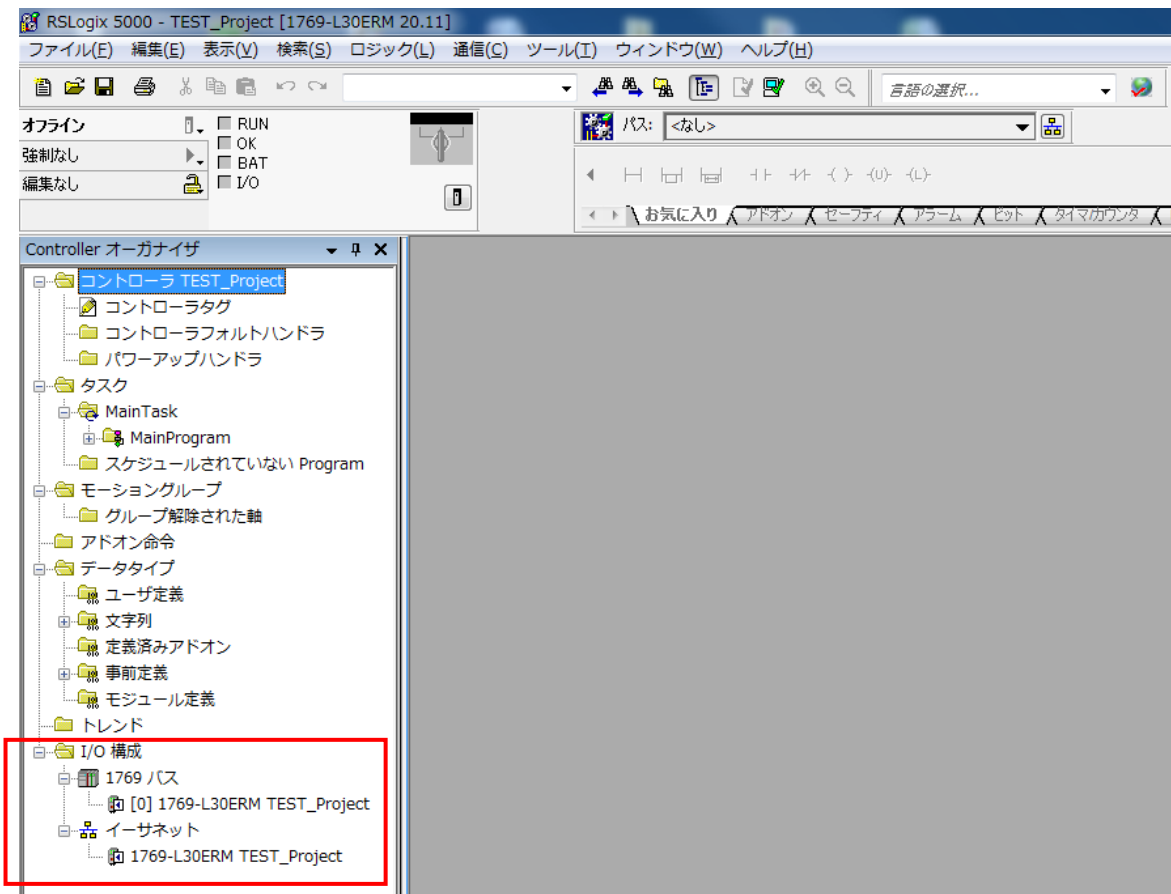 RSLogix 5000 - TEST_Project [1769-L30ERM 20.11]
ファイル(F) 編集(E) 表示(V) 検索(S) ロジック(L) 通信(C) ツール(T) ウィンドウ(W) ヘルプ(H)
言語の選択...
オフライン
RUN
パス: <なし>
OK
強制なし
BAT
編集なし
I/O
(U) (L)
お気に入り アドオン セーフティ アラーム ビット タイマ/カウンタ
Controller オーガナイザ
コントローラ TEST_Project
コントローラタグ
コントローラフォルトハンドラ
パワーアップハンドラ
タスク
MainTask
MainProgram
スケジュールされていない Program
モーショングループ
グループ解除された軸
アドオン命令
データタイプ
ユーザ定義
文字列
定義済みアドオン
事前定義
モジュール定義
トレンド
I/O 構成
1769 バス
[0] 1769-L30ERM TEST_Project
イーサネット
1769-L30ERM TEST_Project